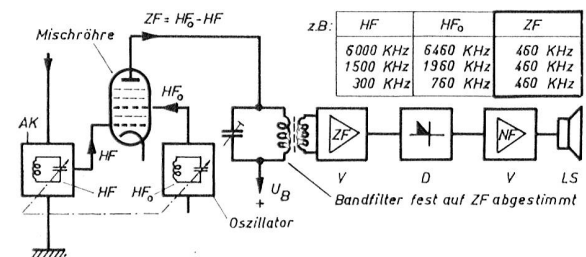 ZF = HF₀-HF
Mischröhre
z.B: HF HF₀ ZF
6000 KHz 6460 KHz 460 KHz
1500 KHz 1960 KHz 460 KHz
300 KHz 760 KHz 460 KHz
HF₀
AK
HF
HF
HF₀
U_B
+
ZF
NF
V D V LS
Bandfilter fest auf ZF abgestimmt
Oszillator